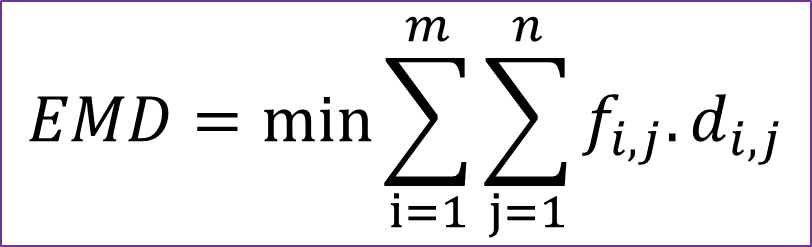 EMD = min ∑_{i=1}^{m} ∑_{j=1}^{n} f_{i,j}.d_{i,j}